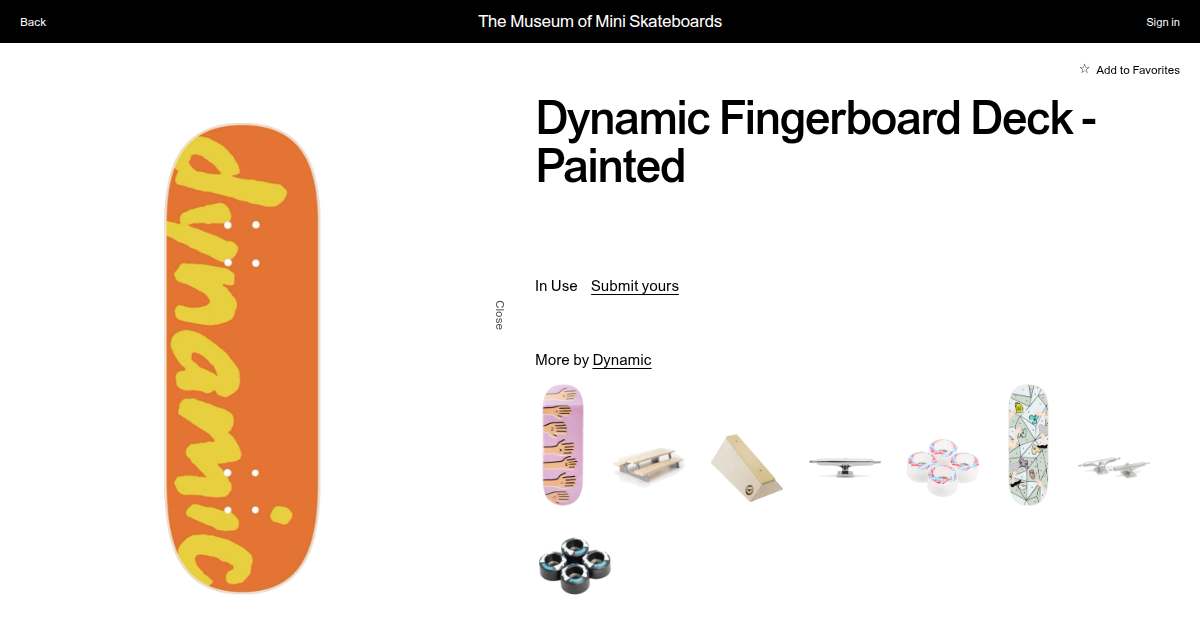 Back
The Museum of Mini Skateboards
Sign in
☆ Add to Favorites
Dynamic Fingerboard Deck -
Painted
dynamic
In Use Submit yours
Close
More by Dynamic